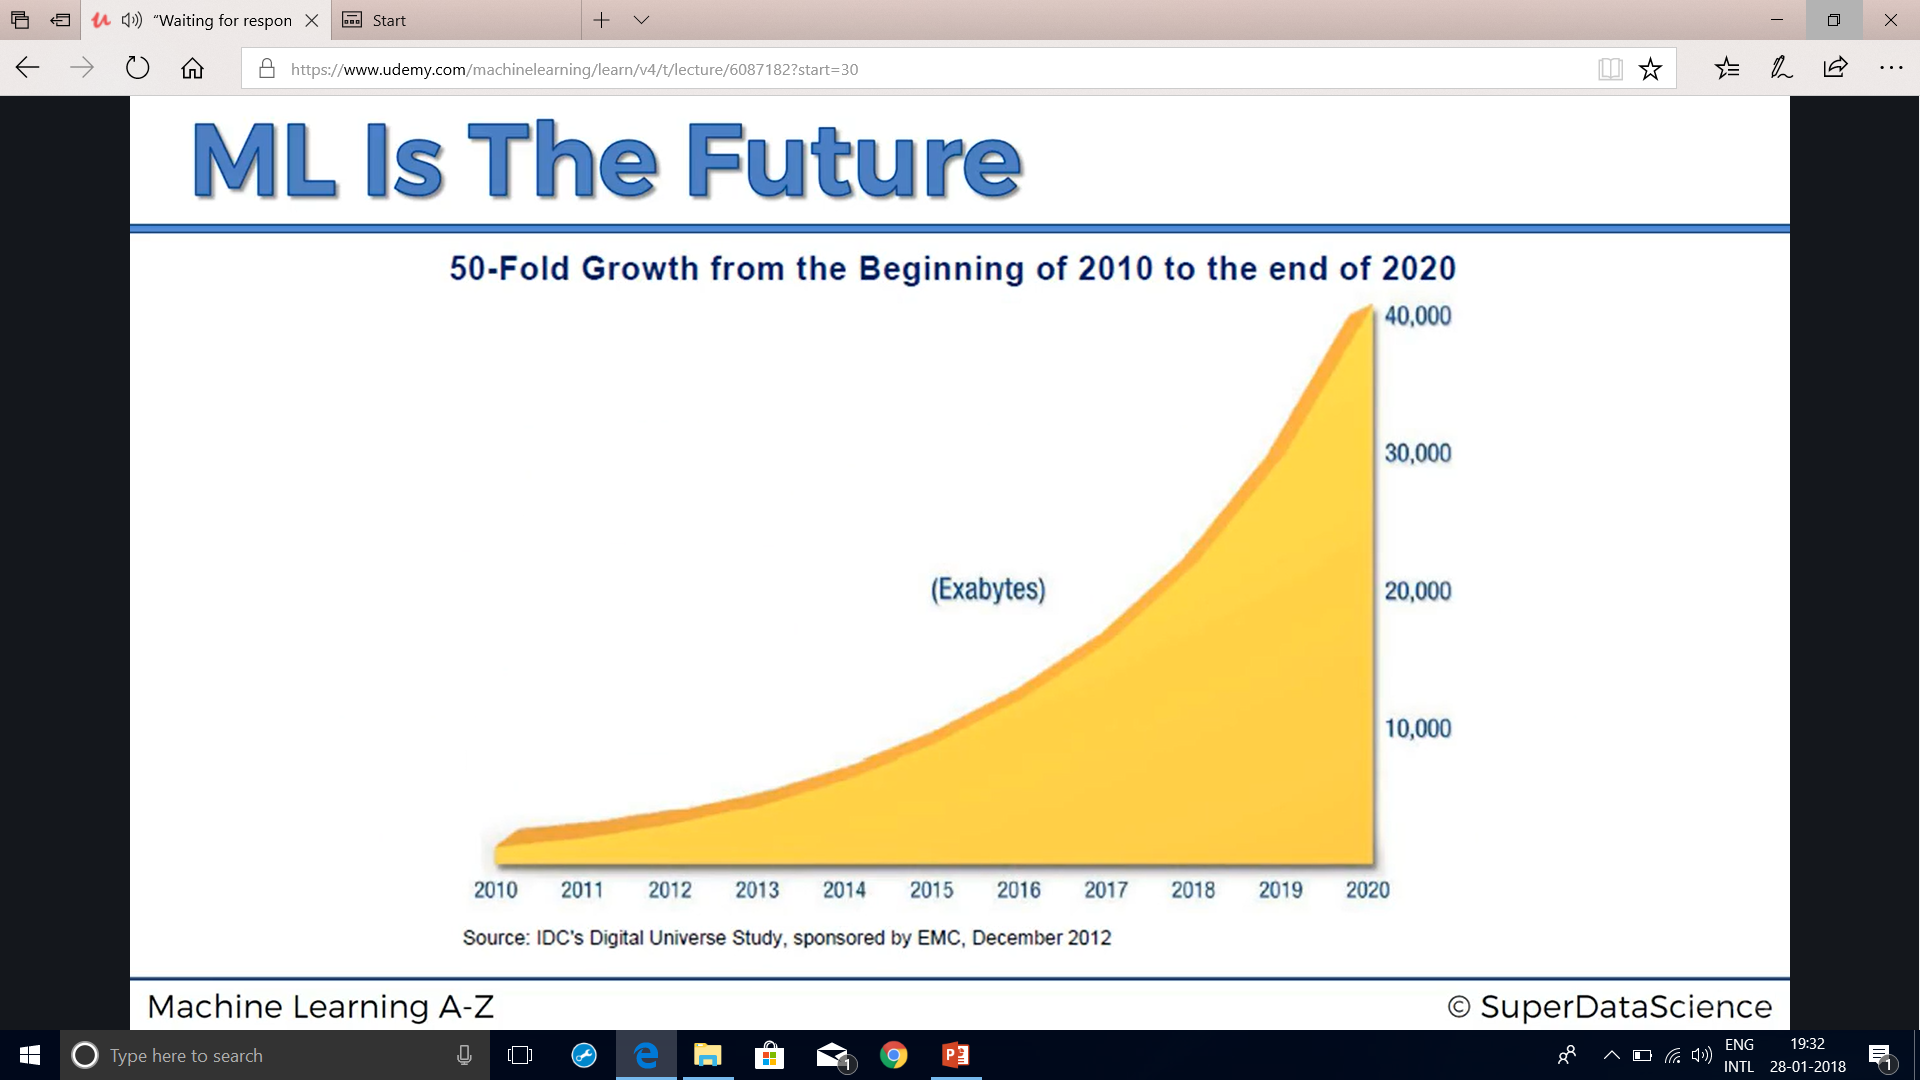 “Waiting for respon
Start
https://www.udemy.com/machinelearning/learn/v4/t/lecture/6087182?start=30
ML Is The Future
50-Fold Growth from the Beginning of 2010 to the end of 2020
40,000
30,000
(Exabytes)
20,000
10,000
2010 2011 2012 2013 2014 2015 2016 2017 2018 2019 2020
Source: IDC's Digital Universe Study, sponsored by EMC, December 2012
Machine Learning A-Z
© SuperDataScience
Type here to search
1
P
ENG
INTL
19:32
28-01-2018
1